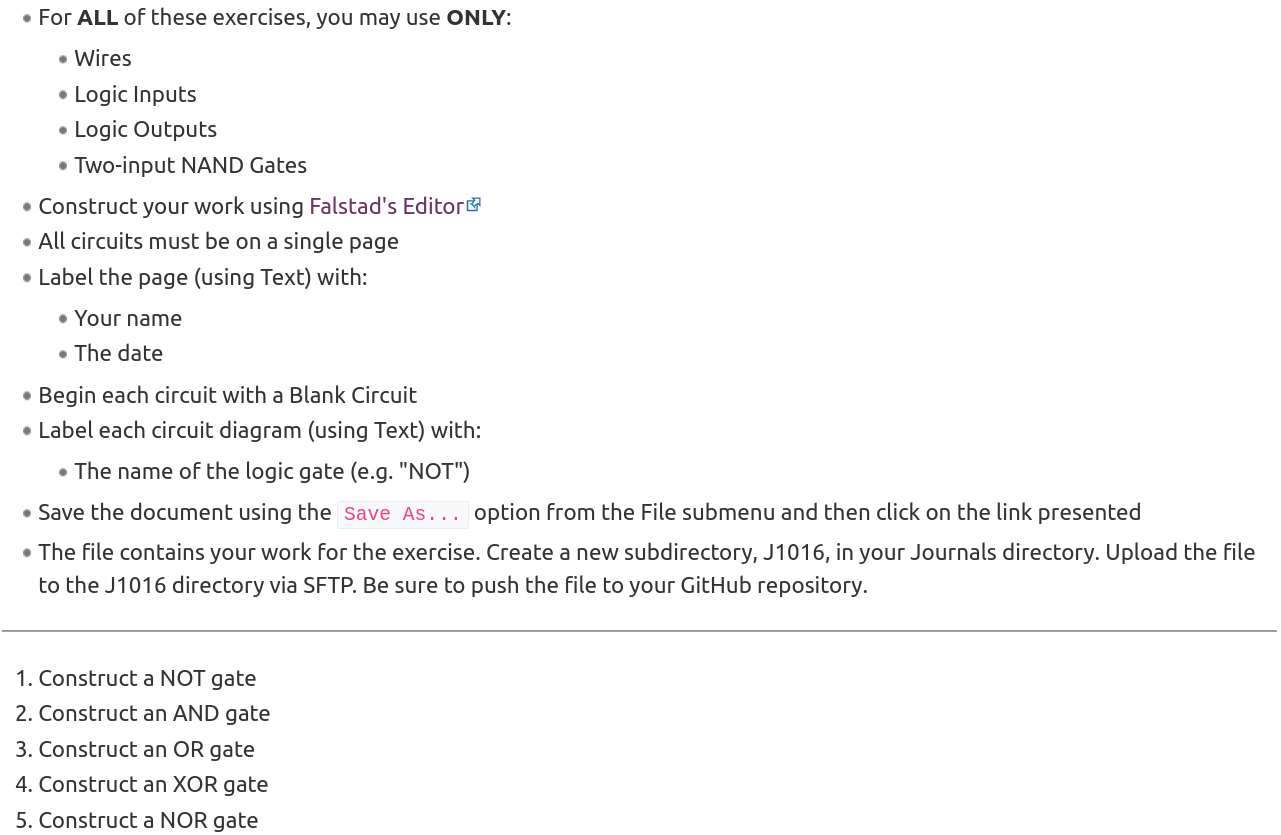 For ALL of these exercises, you may use ONLY:
Wires
Logic Inputs
Logic Outputs
Two-input NAND Gates
Construct your work using Falstad's Editor
All circuits must be on a single page
Label the page (using Text) with:
Your name
The date
Begin each circuit with a Blank Circuit
Label each circuit diagram (using Text) with:
The name of the logic gate (e.g. "NOT")
Save the document using the Save As... option from the File submenu and then click on the link presented
The file contains your work for the exercise. Create a new subdirectory, J1016, in your Journals directory. Upload the file
to the J1016 directory via SFTP. Be sure to push the file to your GitHub repository.
1. Construct a NOT gate
2. Construct an AND gate
3. Construct an OR gate
4. Construct an XOR gate
5. Construct a NOR gate